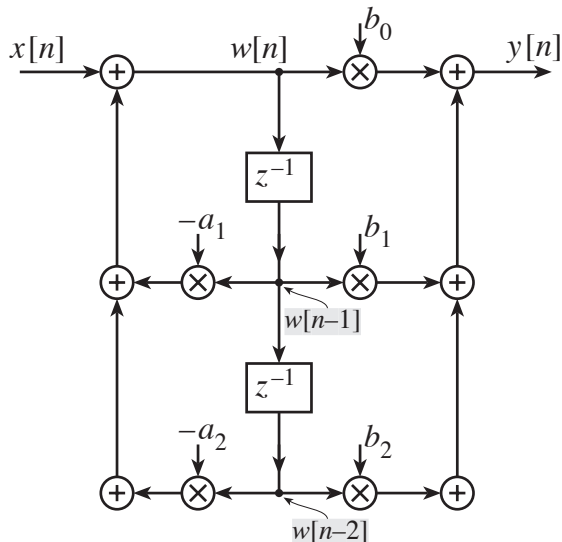 b₀
x[n] w[n] y[n]
z⁻¹
−a₁ b₁
w[n–1]
z⁻¹
−a₂ b₂
w[n–2]